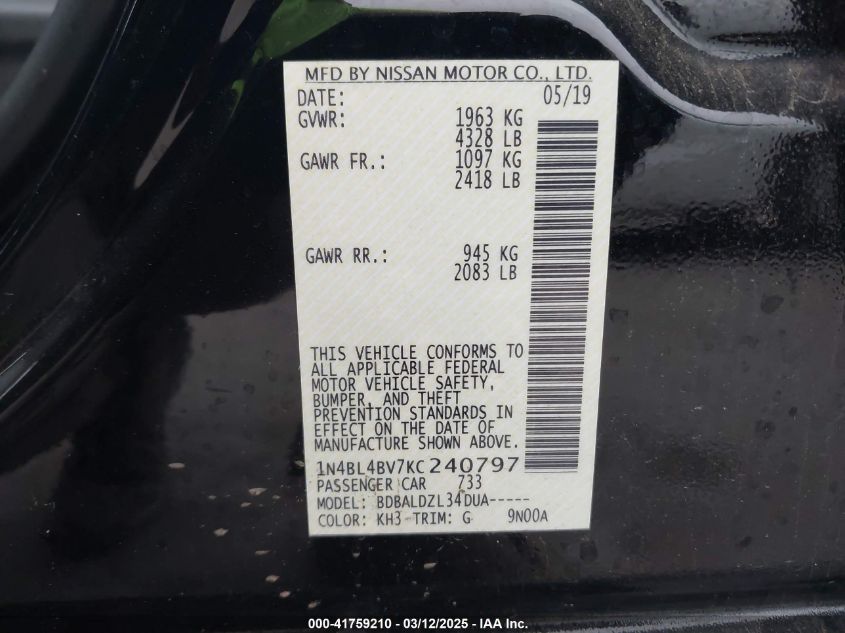 MFD BY NISSAN MOTOR CO., LTD.
DATE: 05/19
GVWR: 1963 KG
4328 LB
GAWR FR.: 1097 KG
2418 LB
GAWR RR.: 945 KG
2083 LB
THIS VEHICLE CONFORMS TO
ALL APPLICABLE FEDERAL
MOTOR VEHICLE SAFETY,
BUMPER, AND THEFT
PREVENTION STANDARDS IN
EFFECT ON THE DATE OF
MANUFACTURE SHOWN ABOVE.
1N4BL4BV7KC240797
PASSENGER CAR 733
MODEL: BDBALDZL34DUA-----
COLOR: KH3 TRIM: G 9N00A
000-41759210 - 03/12/2025 - IAA Inc.